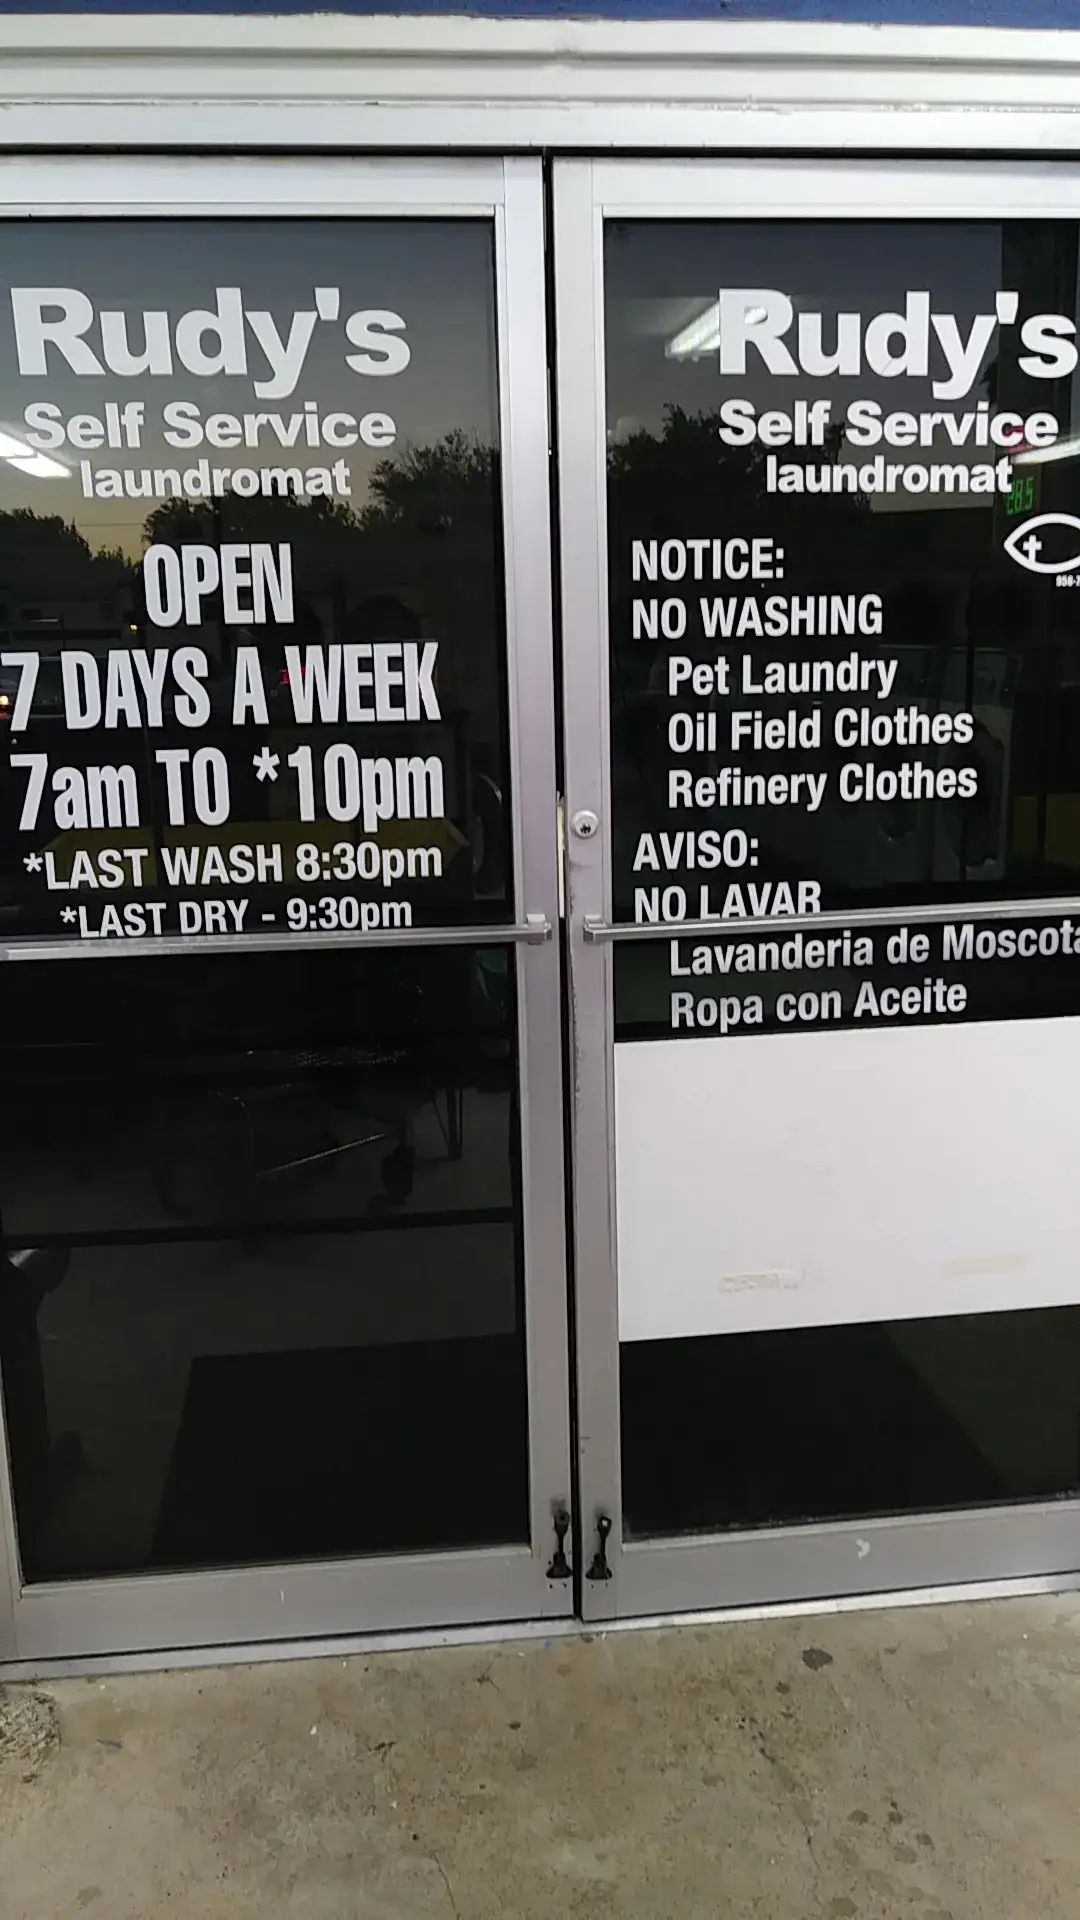 Rudy's
Self Service
laundromat
OPEN
7 DAYS A WEEK
7am TO *10pm
*LAST WASH 8:30pm
*LAST DRY - 9:30pm
Rudy's
Self Service
laundromat
NOTICE:
NO WASHING
Pet Laundry
Oil Field Clothes
Refinery Clothes
AVISO:
NO LAVAR
Lavanderia de Moscota
Ropa con Aceite